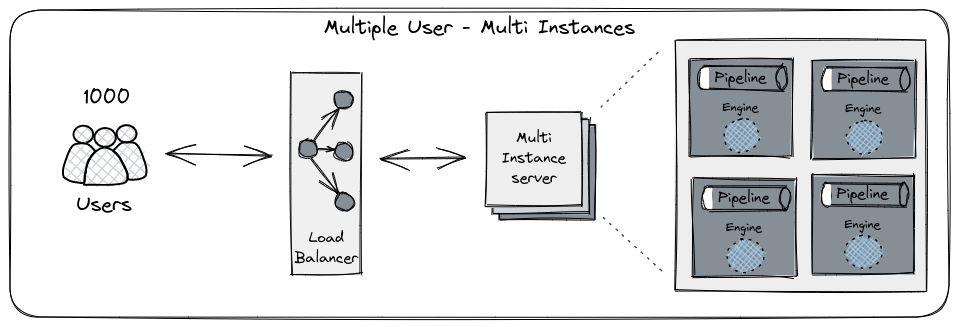 Multiple User - Multi Instances
1000
Users
Load
Balancer
Multi
Instance
server
Pipeline
Engine
Pipeline
Engine
Pipeline
Engine
Pipeline
Engine